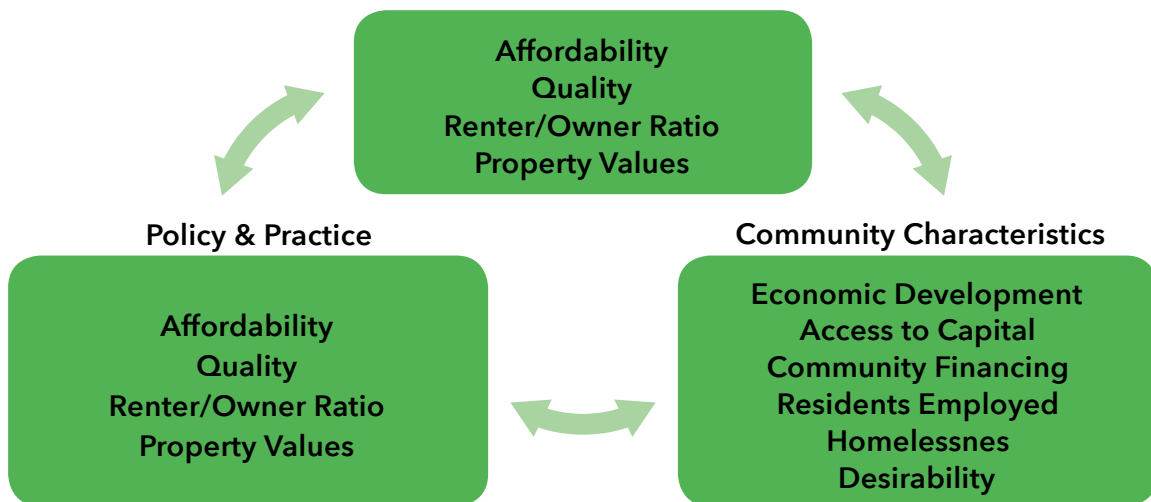 Affordability
Quality
Renter/Owner Ratio
Property Values
Policy & Practice
Affordability
Quality
Renter/Owner Ratio
Property Values
Community Characteristics
Economic Development
Access to Capital
Community Financing
Residents Employed
Homelessnes
Desirability